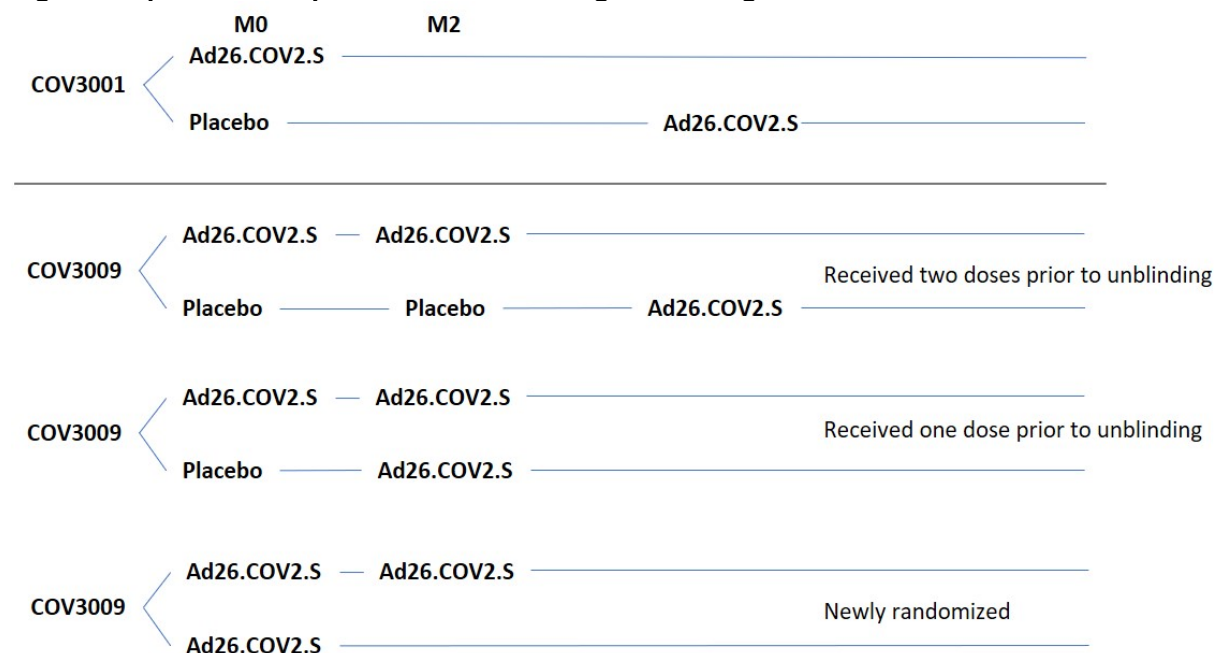 M0 M2
Ad26.COV2.S
COV3001
Placebo Ad26.COV2.S
Ad26.COV2.S Ad26.COV2.S
COV3009
Received two doses prior to unblinding
Placebo Placebo Ad26.COV2.S
Ad26.COV2.S Ad26.COV2.S
COV3009
Received one dose prior to unblinding
Placebo Ad26.COV2.S
Ad26.COV2.S Ad26.COV2.S
COV3009
Newly randomized
Ad26.COV2.S